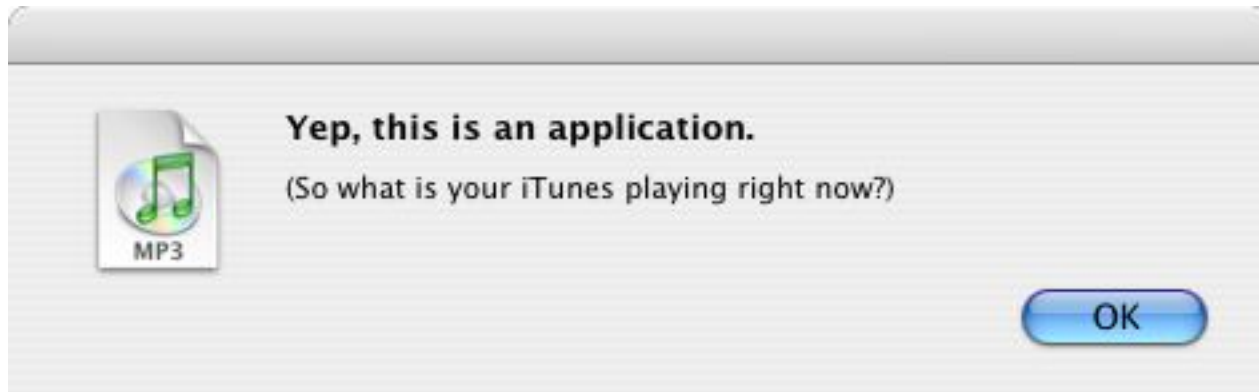 Yep, this is an application.
(So what is your iTunes playing right now?)
MP3
OK